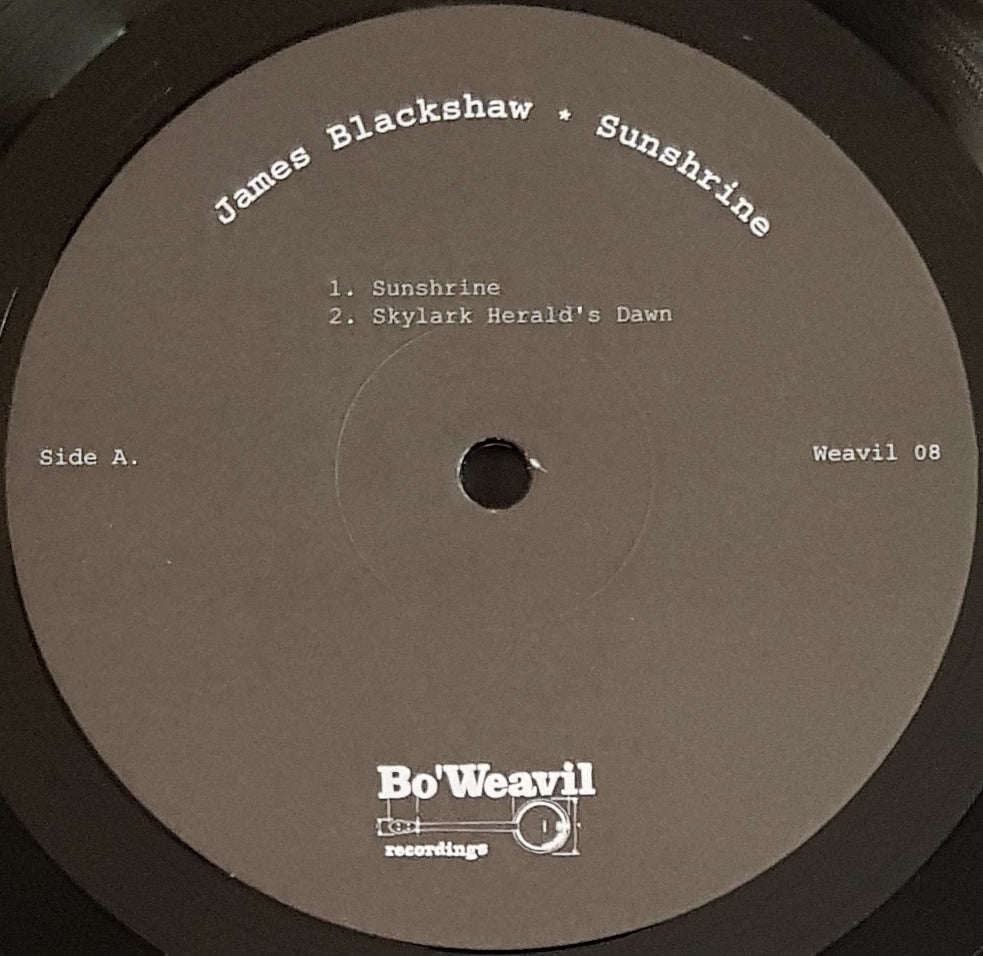 James Blackshaw * Sunshrine
1. Sunshrine
2. Skylark Herald's Dawn
Side A.
Weavil 08
Bo'Weavil
recordings